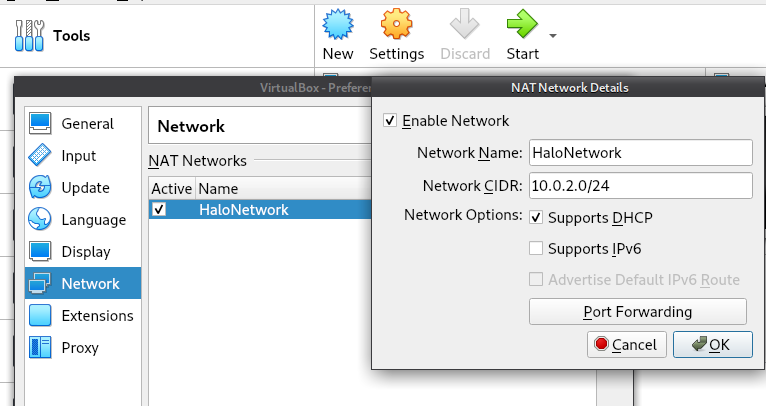 Tools
New Settings Discard Start
VirtualBox - Prefere
NAT Network Details
General
Input
Update
Language
Display
Network
Extensions
Proxy
Network
NAT Networks
Active Name
HaloNetwork
Enable Network
Network Name: HaloNetwork
Network CIDR: 10.0.2.0/24
Network Options: Supports DHCP
Supports IPv6
Advertise Default IPv6 Route
Port Forwarding
Cancel OK